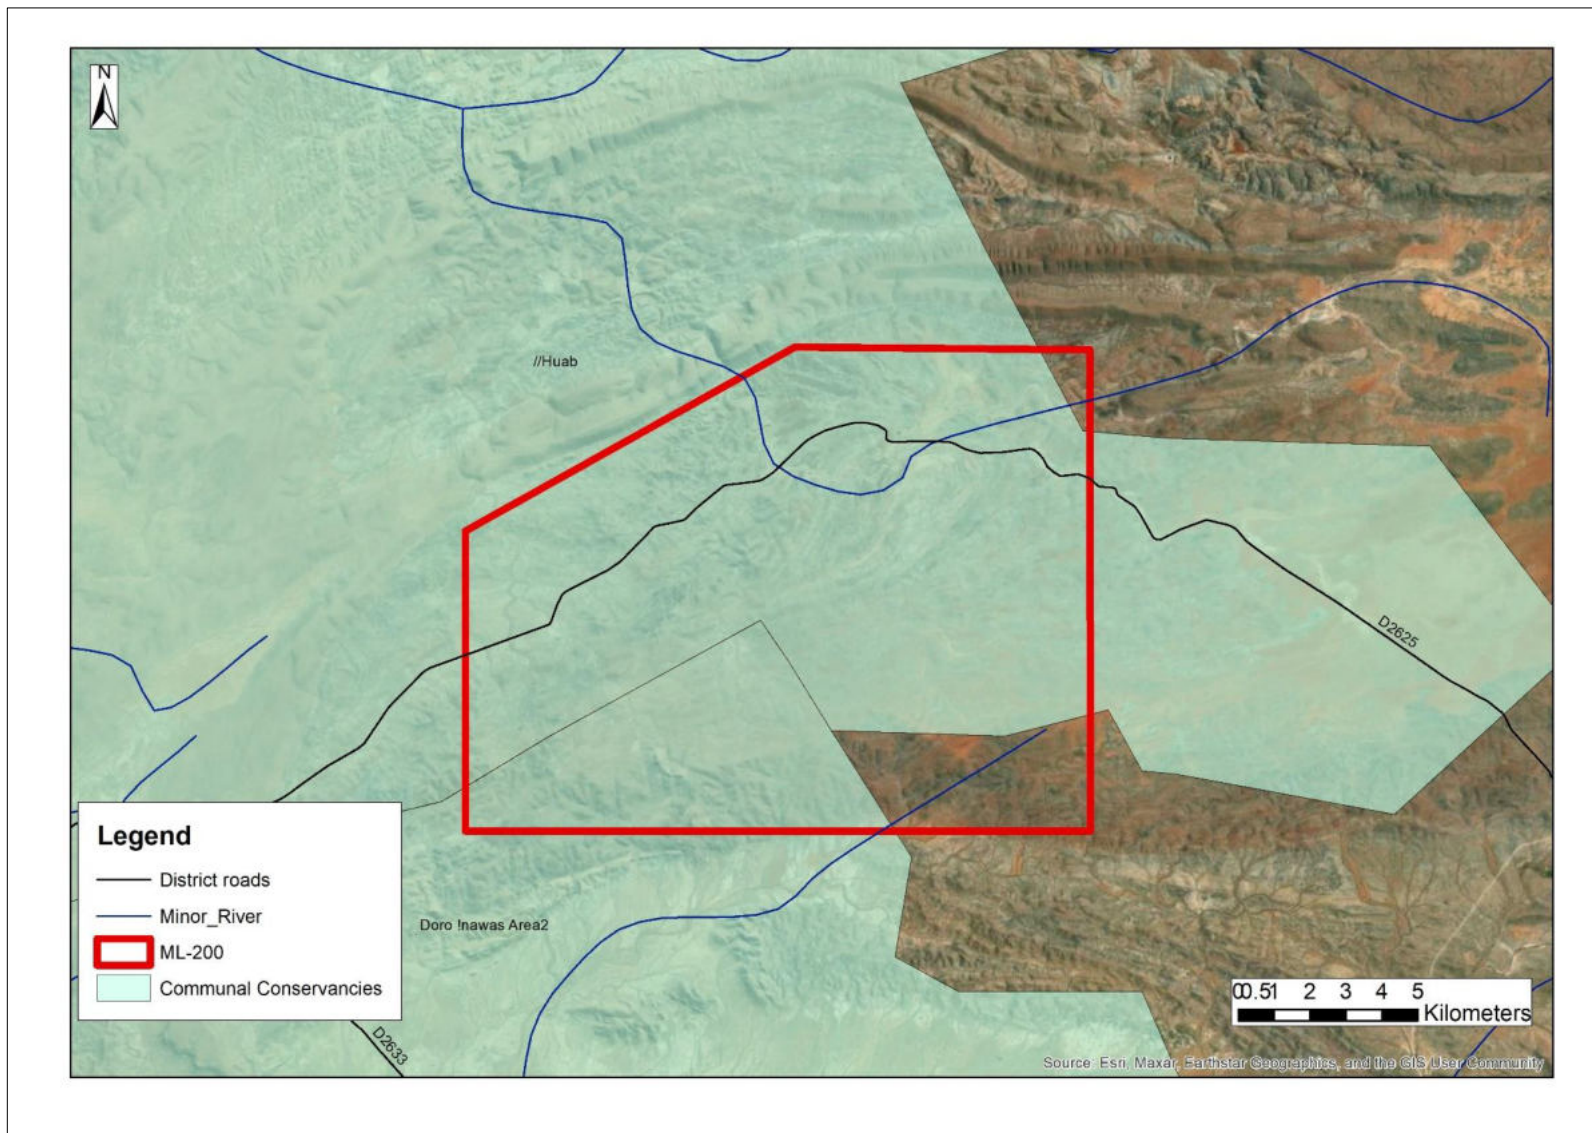 N
//Huab
D2625
Legend
District roads
Minor_River
ML-200
Communal Conservancies
Doro !nawas Area2
D2633
00.51 2 3 4 5
Kilometers
Source: Esri, Maxar, Earthstar Geographics, and the GIS User Community